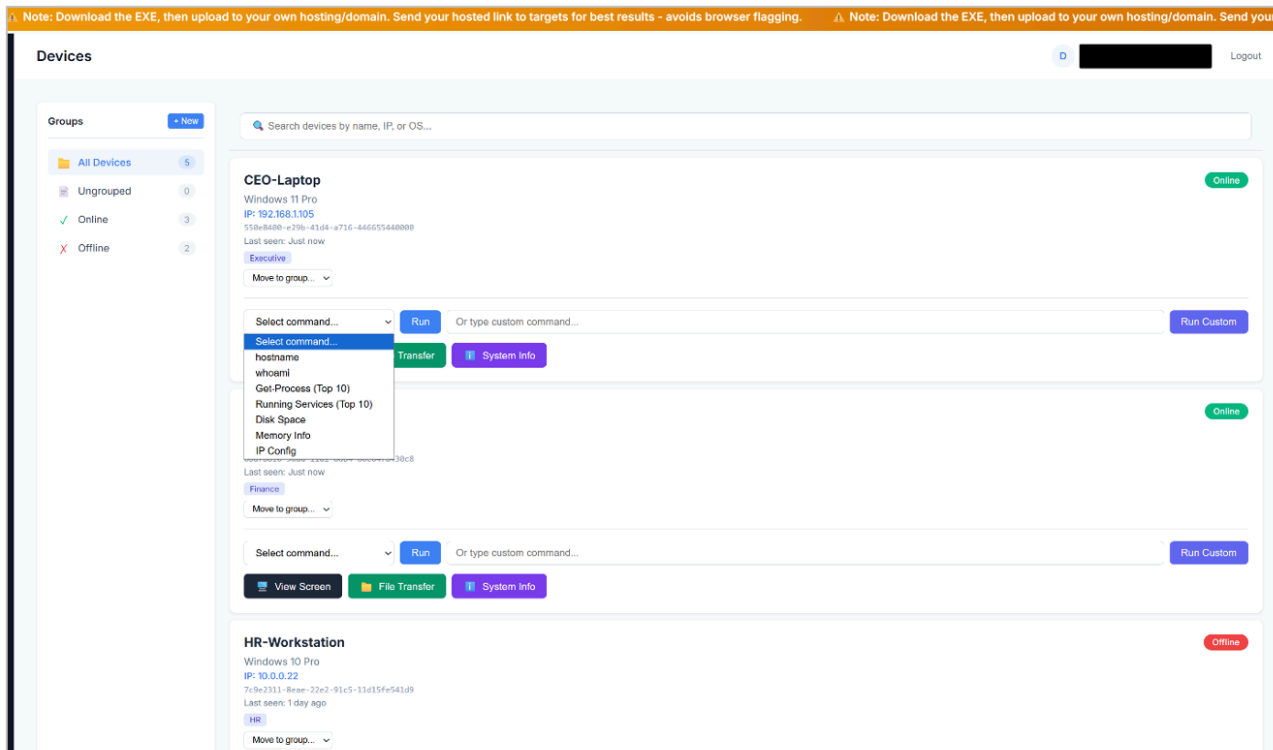 ⚠ Note: Download the EXE, then upload to your own hosting/domain. Send your hosted link to targets for best results - avoids browser flagging. ⚠ Note: Download the EXE, then upload to your own hosting/domain. Send your
Devices
D
Logout
Groups
+ New
All Devices 5
Ungrouped 0
✓ Online 3
✗ Offline 2
Search devices by name, IP, or OS...
CEO-Laptop
Online
Windows 11 Pro
IP: 192.168.1.105
550e8400-e29b-41d4-a716-446655440000
Last seen: Just now
Executive
Move to group...
Select command...
Run
Or type custom command...
Run Custom
Select command...
hostname
whoami
Get-Process (Top 10)
Running Services (Top 10)
Disk Space
Memory Info
IP Config
Transfer
System Info
Online
Last seen: Just now
Finance
Move to group...
Select command...
Run
Or type custom command...
Run Custom
View Screen
File Transfer
System Info
HR-Workstation
Offline
Windows 10 Pro
IP: 10.0.0.22
7c9e2311-8eae-22e2-91c5-11d15fe541d9
Last seen: 1 day ago
HR
Move to group...